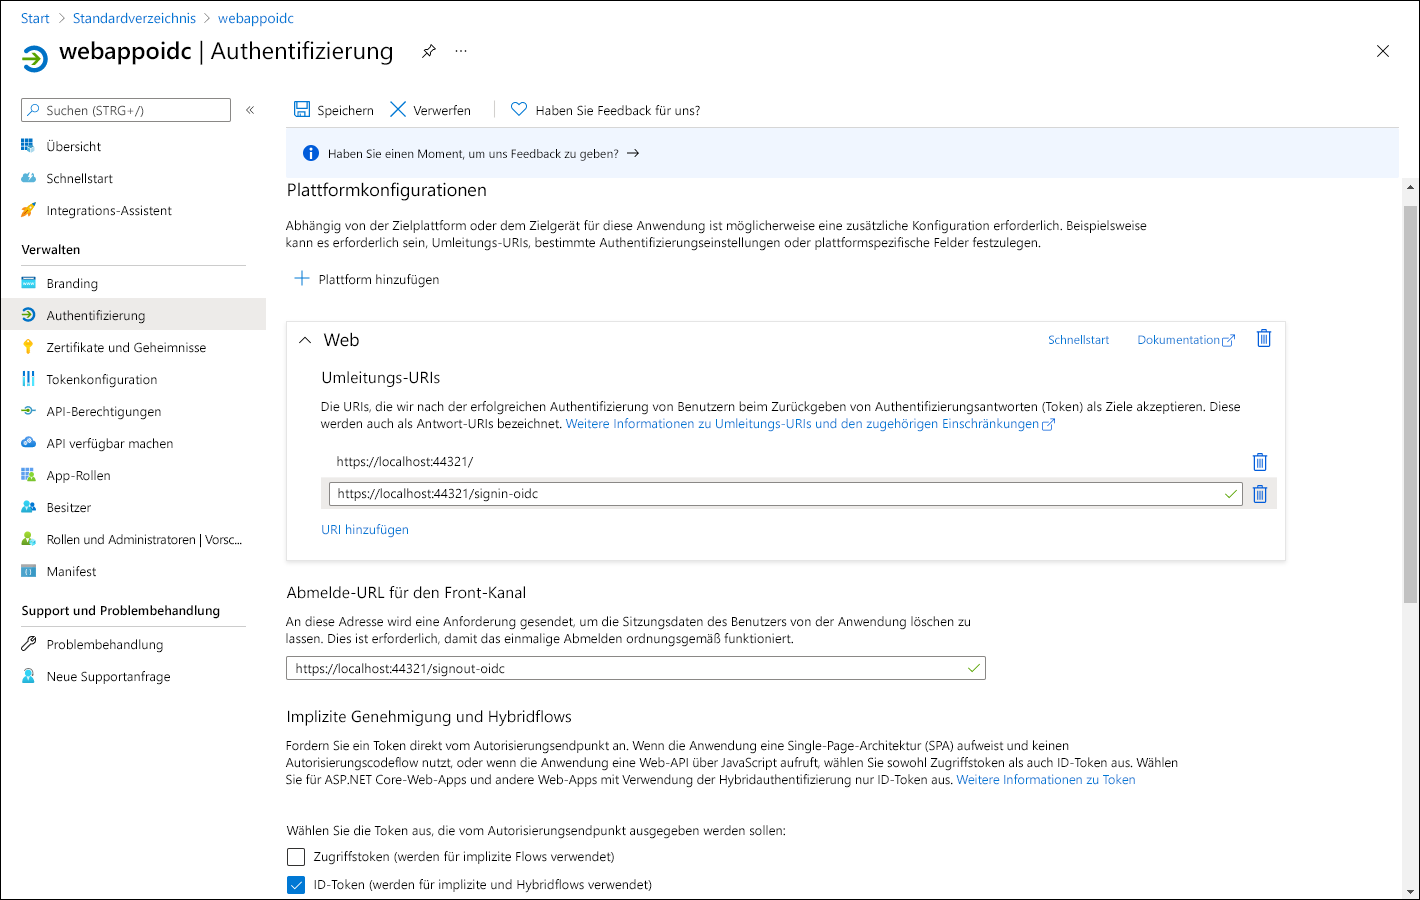 Start > Standardverzeichnis > webappoidc
webappoidc | Authentifizierung
Suchen (STRG+/)
«
Übersicht
Schnellstart
Integrations-Assistent
Verwalten
Branding
Authentifizierung
Zertifikate und Geheimnisse
Tokenkonfiguration
API-Berechtigungen
API verfügbar machen
App-Rollen
Besitzer
Rollen und Administratoren | Vorsc...
Manifest
Support und Problembehandlung
Problembehandlung
Neue Supportanfrage
Speichern Verwerfen Haben Sie Feedback für uns?
Haben Sie einen Moment, um uns Feedback zu geben? →
Plattformkonfigurationen
Abhängig von der Zielplattform oder dem Zielgerät für diese Anwendung ist möglicherweise eine zusätzliche Konfiguration erforderlich. Beispielsweise
kann es erforderlich sein, Umleitungs-URIs, bestimmte Authentifizierungseinstellungen oder plattformspezifische Felder festzulegen.
Plattform hinzufügen
Web Schnellstart Dokumentation
Umleitungs-URIs
Die URIs, die wir nach der erfolgreichen Authentifizierung von Benutzern beim Zurückgeben von Authentifizierungsantworten (Token) als Ziele akzeptieren. Diese
werden auch als Antwort-URIs bezeichnet. Weitere Informationen zu Umleitungs-URIs und den zugehörigen Einschränkungen
https://localhost:44321/
https://localhost:44321/signin-oidc
URI hinzufügen
Abmelde-URL für den Front-Kanal
An diese Adresse wird eine Anforderung gesendet, um die Sitzungsdaten des Benutzers von der Anwendung löschen zu
lassen. Dies ist erforderlich, damit das einmalige Abmelden ordnungsgemäß funktioniert.
https://localhost:44321/signout-oidc
Implizite Genehmigung und Hybridflows
Fordern Sie ein Token direkt vom Autorisierungsendpunkt an. Wenn die Anwendung eine Single-Page-Architektur (SPA) aufweist und keinen
Autorisierungscodeflow nutzt, oder wenn die Anwendung eine Web-API über JavaScript aufruft, wählen Sie sowohl Zugriffstoken als auch ID-Token aus. Wählen
Sie für ASP.NET Core-Web-Apps und andere Web-Apps mit Verwendung der Hybridauthentifizierung nur ID-Token aus. Weitere Informationen zu Token
Wählen Sie die Token aus, die vom Autorisierungsendpunkt ausgegeben werden sollen:
Zugriffstoken (werden für implizite Flows verwendet)
ID-Token (werden für implizite und Hybridflows verwendet)